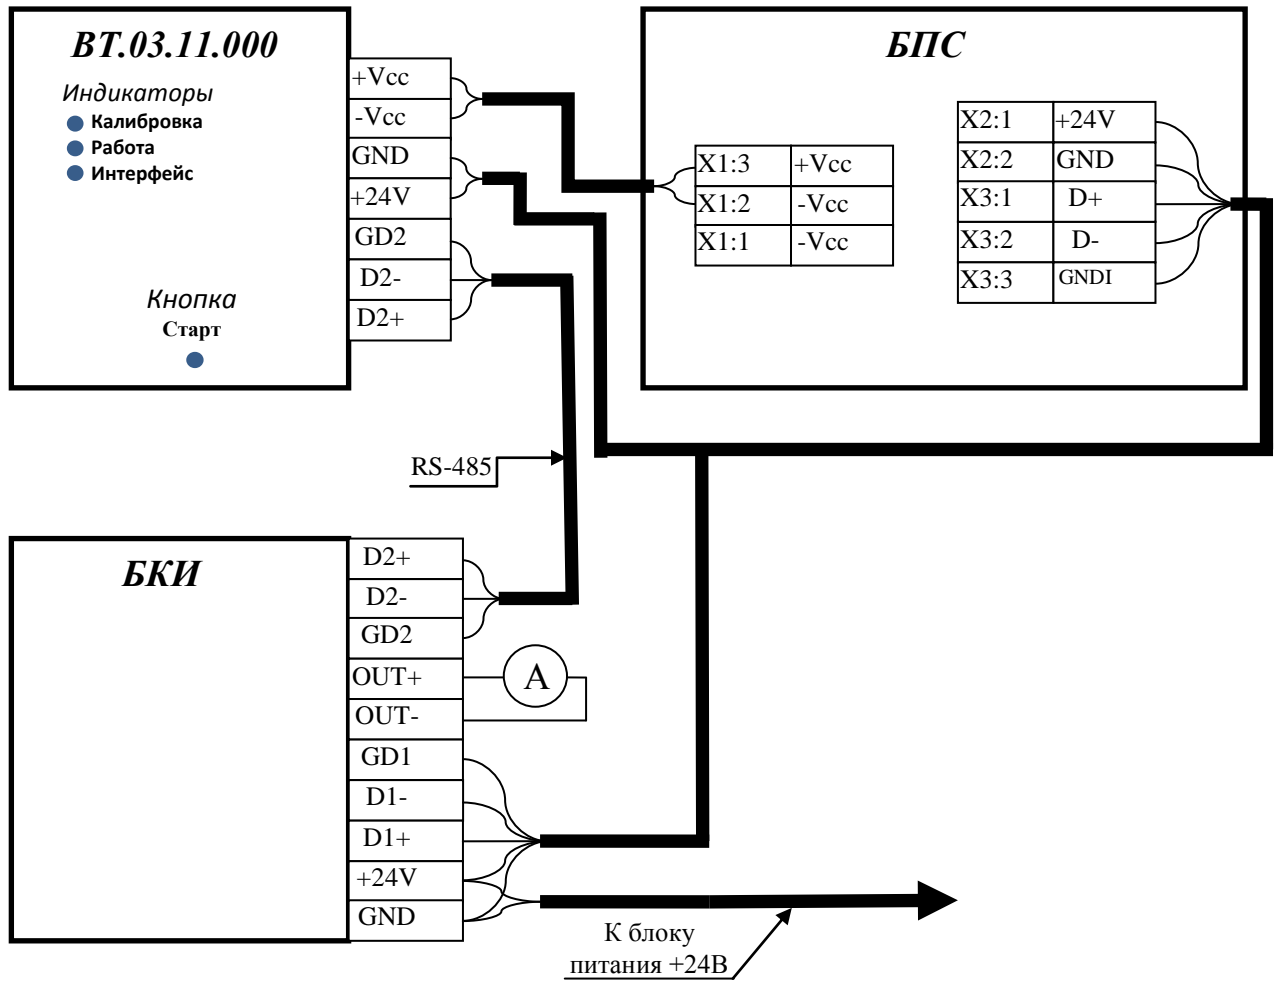 ВТ.03.11.000
Индикаторы
Калибровка
Работа
Интерфейс
Кнопка
Старт
+Vcc
-Vcc
GND
+24V
GD2
D2-
D2+
БПС
X1:3 +Vcc
X1:2 -Vcc
X1:1 -Vcc
X2:1 +24V
X2:2 GND
X3:1 D+
X3:2 D-
X3:3 GNDI
RS-485
БКИ
D2+
D2-
GD2
OUT+
OUT-
GD1
D1-
D1+
+24V
GND
A
К блоку
питания +24В